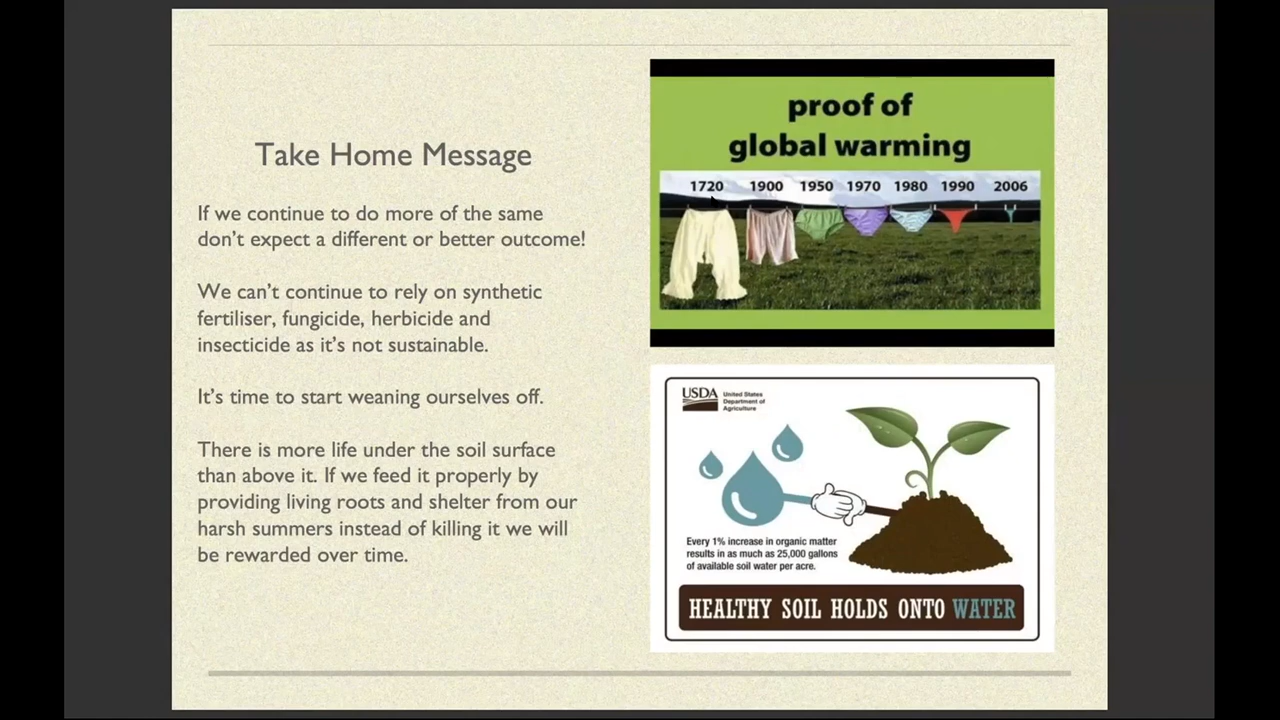 Take Home Message
If we continue to do more of the same
don't expect a different or better outcome!
We can't continue to rely on synthetic
fertiliser, fungicide, herbicide and
insecticide as it's not sustainable.
It's time to start weaning ourselves off.
There is more life under the soil surface
than above it. If we feed it properly by
providing living roots and shelter from our
harsh summers instead of killing it we will
be rewarded over time.
proof of
global warming
1720 1900 1950 1970 1980 1990 2006
USDA
United States
Department of
Agriculture
Every 1% increase in organic matter
results in as much as 25,000 gallons
of available soil water per acre.
HEALTHY SOIL HOLDS ONTO WATER